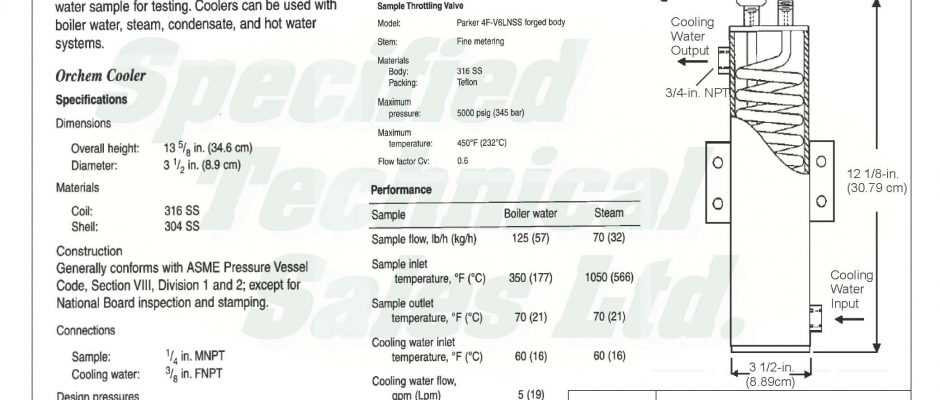 water sample for testing. Coolers can be used with
boiler water, steam, condensate, and hot water
systems.
Orchem Cooler
Specifications
Dimensions
Overall height: 13 5/8 in. (34.6 cm)
Diameter: 3 1/2 in. (8.9 cm)
Materials
Coil: 316 SS
Shell: 304 SS
Construction
Generally conforms with ASME Pressure Vessel
Code, Section VIII, Division 1 and 2; except for
National Board inspection and stamping.
Connections
Sample: 1/4 in. MNPT
Cooling water: 3/8 in. FNPT
Design pressures
Sample Throttling Valve
Model: Parker 4F-V6LNSS forged body
Stem: Fine metering
Materials
Body: 316 SS
Packing: Teflon
Maximum
pressure: 5000 psig (345 bar)
Maximum
temperature: 450°F (232°C)
Flow factor Cv: 0.6
Performance
Sample Boiler water Steam
Sample flow, lb/h (kg/h) 125 (57) 70 (32)
Sample inlet
temperature, °F (°C) 350 (177) 1050 (566)
Sample outlet
temperature, °F (°C) 70 (21) 70 (21)
Cooling water inlet
temperature, °F (°C) 60 (16) 60 (16)
Cooling water flow,
gpm (Lpm) 5 (19)
Cooling
Water
Output
3/4-in. NPT
12 1/8-in.
(30.79 cm)
Cooling
Water
Input
3 1/2-in.
(8.89cm)
Specified
Technical
Sales Ltd.